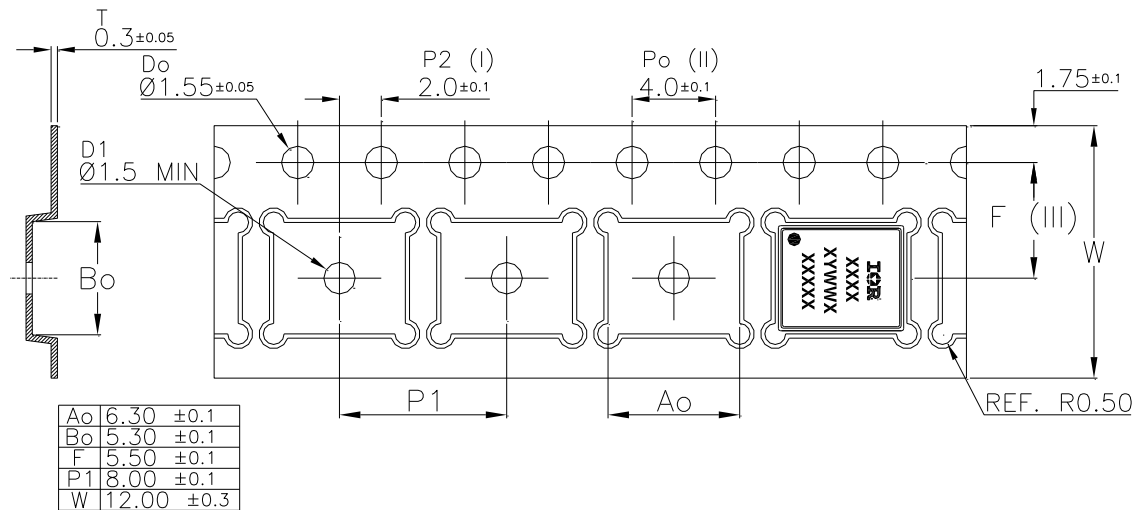 T
0.3±0.05
Do
Ø1.55±0.05
P2 (I)
2.0±0.1
Po (II)
4.0±0.1
1.75±0.1
D1
Ø1.5 MIN
F (III)
W
Bo
IOR
XXXX
XYWWX
XXXXX
P1
Ao
REF. R0.50
Ao 6.30 ±0.1
Bo 5.30 ±0.1
F 5.50 ±0.1
P1 8.00 ±0.1
W 12.00 ±0.3